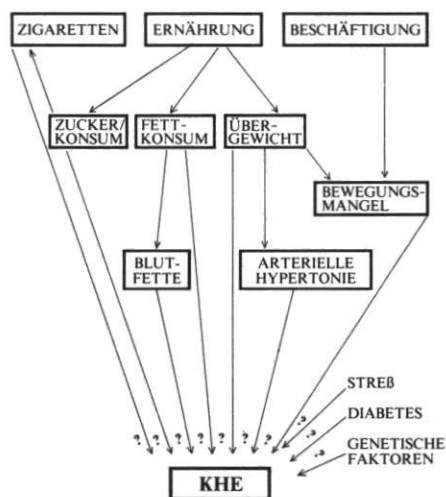 ZIGARETTEN
ERNÄHRUNG
BESCHÄFTIGUNG
ZUCKER/
KONSUM
FETT-
KONSUM
ÜBER-
GEWICHT
BEWEGUNGS-
MANGEL
BLUT-
FETTE
ARTERIELLE
HYPERTONIE
STREẞ
DIABETES
GENETISCHE
FAKTOREN
? ? ? ? ? ? ? ? ?
KHE